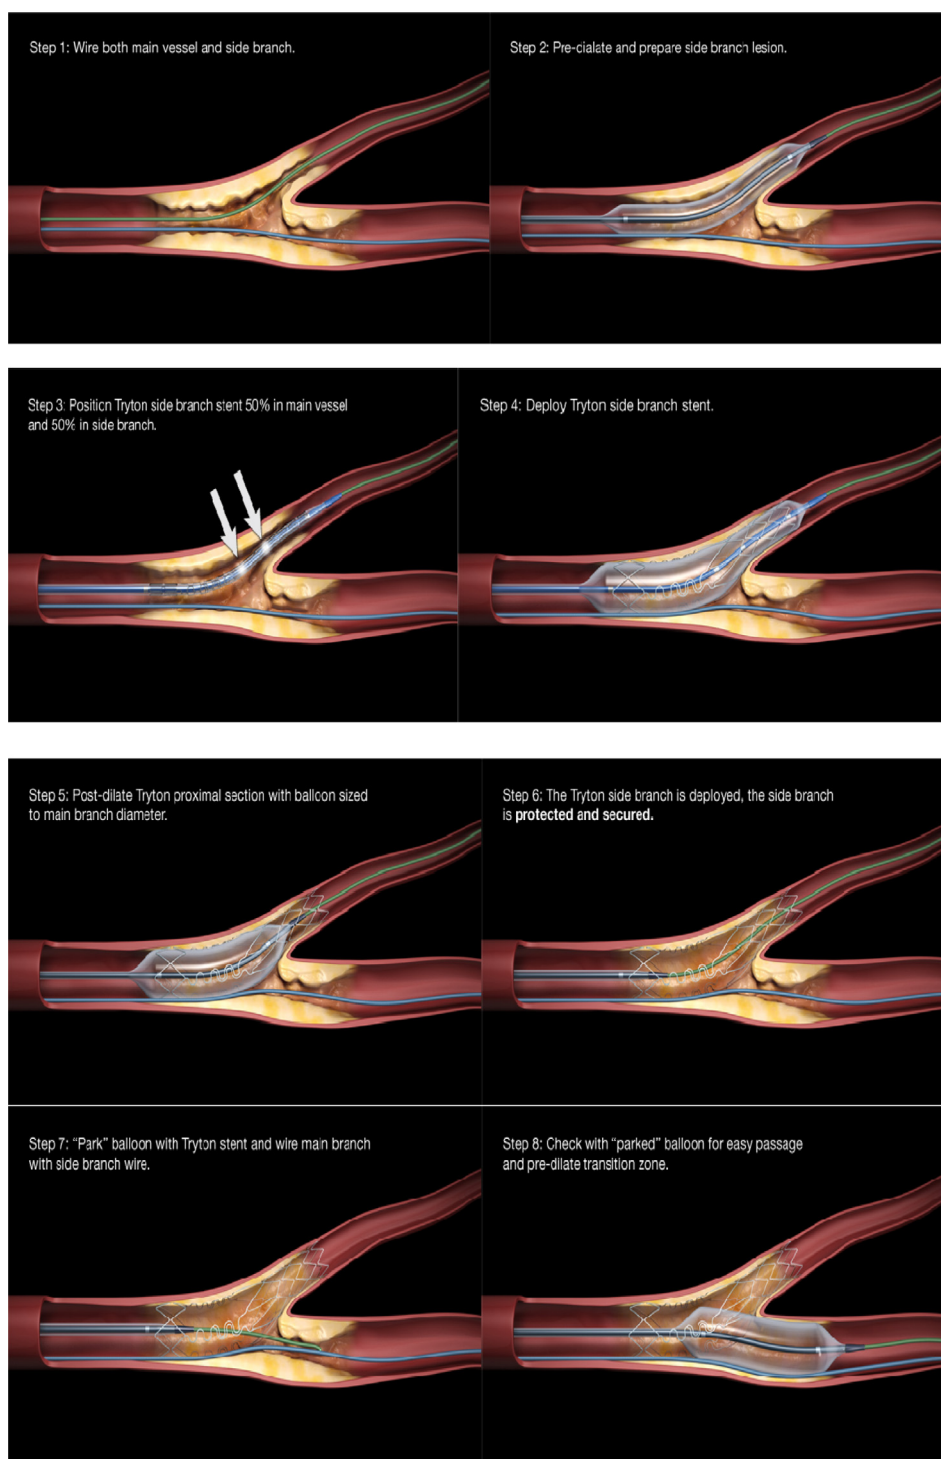 Step 1: Wire both main vessel and side branch.
Step 2: Pre-dialate and prepare side branch lesion.
Step 3: Position Tryton side branch stent 50% in main vessel
and 50% in side branch.
Step 4: Deploy Tryton side branch stent.
Step 5: Post-dilate Tryton proximal section with balloon sized
to main branch diameter.
Step 6: The Tryton side branch is deployed, the side branch
is protected and secured.
Step 7: “Park” balloon with Tryton stent and wire main branch
with side branch wire.
Step 8: Check with “parked” balloon for easy passage
and pre-dilate transition zone.